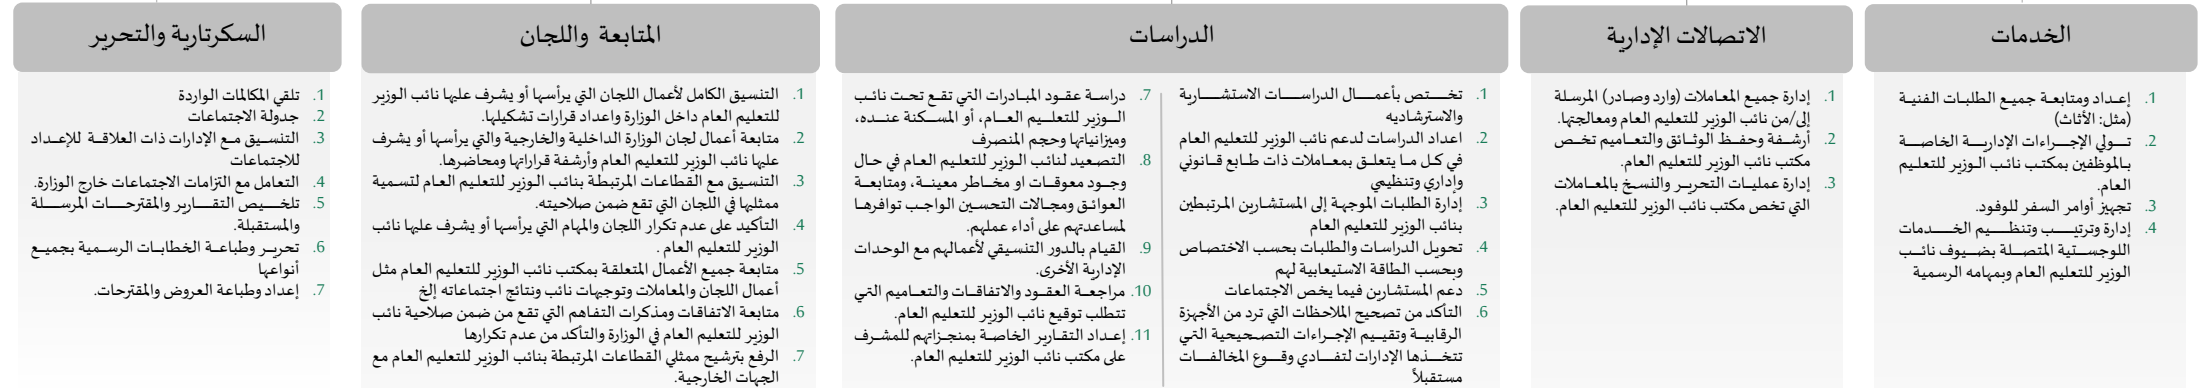 الخدمات
1. إعداد ومتابعة جميع الطلبات الفنية
(مثل: الأثاث)
2. تولي الإجراءات الإدارية الخاصة
بالموظفين بمكتب نائب الوزير للتعليم
العام.
3. تجهيز أوامر السفر للوفود.
4. إدارة وترتيب وتنظيم الخدمات
اللوجستية المتصلة بضيوف نائب
الوزير للتعليم العام وبمهامه الرسمية
الاتصالات الإدارية
1. إدارة جميع المعاملات (وارد وصادر) المرسلة
إلى/من نائب الوزير للتعليم العام ومعالجتها.
2. أرشفة وحفظ الوثائق والتعاميم تخص
مكتب نائب الوزير للتعليم العام.
3. إدارة عمليات التحرير والنسخ بالمعاملات
التي تخص مكتب نائب الوزير للتعليم العام.
الدراسات
1. تختص بأعمال الدراسات الاستشارية
والاسترشاديه
2. اعداد الدراسات لدعم نائب الوزير للتعليم العام
في كل ما يتعلق بمعاملات ذات طابع قانوني
وإداري وتنظيمي
3. إدارة الطلبات الموجهة إلى المستشارين المرتبطين
بنائب الوزير للتعليم العام
4. تحويل الدراسات والطلبات بحسب الاختصاص
وبحسب الطاقة الاستيعابية لهم
5. دعم المستشارين فيما يخص الاجتماعات
6. التأكد من تصحيح الملاحظات التي ترد من الأجهزة
الرقابية وتقييم الإجراءات التصحيحية التي
تتخذها الإدارات لتفادي وقوع المخالفات
مستقبلاً
7. دراسة عقود المبادرات التي تقع تحت نائب
الوزير للتعليم العام، أو المسكنة عنده،
وميزانياتها وحجم المنصرف
8. التصعيد لنائب الوزير للتعليم العام في حال
وجود معوقات او مخاطر معينة، ومتابعة
العوائق ومجالات التحسين الواجب توافرها
لمساعدتهم على أداء عملهم.
9. القيام بالدور التنسيقي لأعمالهم مع الوحدات
الإدارية الأخرى.
10. مراجعة العقود والاتفاقات والتعاميم التي
تتطلب توقيع نائب الوزير للتعليم العام.
11. إعداد التقارير الخاصة بمنجزاتهم للمشرف
على مكتب نائب الوزير للتعليم العام.
المتابعة واللجان
1. التنسيق الكامل لأعمال اللجان التي يرأسها أو يشرف عليها نائب الوزير
للتعليم العام داخل الوزارة واعداد قرارات تشكيلها.
2. متابعة أعمال لجان الوزارة الداخلية والخارجية والتي يرأسها أو يشرف
عليها نائب الوزير للتعليم العام وأرشفة قراراتها ومحاضرها.
3. التنسيق مع القطاعات المرتبطة بنائب الوزير للتعليم العام لتسمية
ممثليها في اللجان التي تقع ضمن صلاحيته.
4. التأكيد على عدم تكرار اللجان والمهام التي يرأسها أو يشرف عليها نائب
الوزير للتعليم العام .
5. متابعة جميع الأعمال المتعلقة بمكتب نائب الوزير للتعليم العام مثل
أعمال اللجان والمعاملات وتوجيهات نائب ونتائج اجتماعاته إلخ
6. متابعة الاتفاقات ومذكرات التفاهم التي تقع من ضمن صلاحية نائب
الوزير للتعليم العام في الوزارة والتأكد من عدم تكرارها
7. الرفع بترشيح ممثلي القطاعات المرتبطة بنائب الوزير للتعليم العام مع
الجهات الخارجية.
السكرتارية والتحرير
1. تلقي المكالمات الواردة
2. جدولة الاجتماعات
3. التنسيق مع الإدارات ذات العلاقة للإعداد
للاجتماعات
4. التعامل مع التزامات الاجتماعات خارج الوزارة.
5. تلخيص التقارير والمقترحات المرسلة
والمستقبلة.
6. تحرير وطباعة الخطابات الرسمية بجميع
أنواعها
7. إعداد وطباعة العروض والمقترحات.